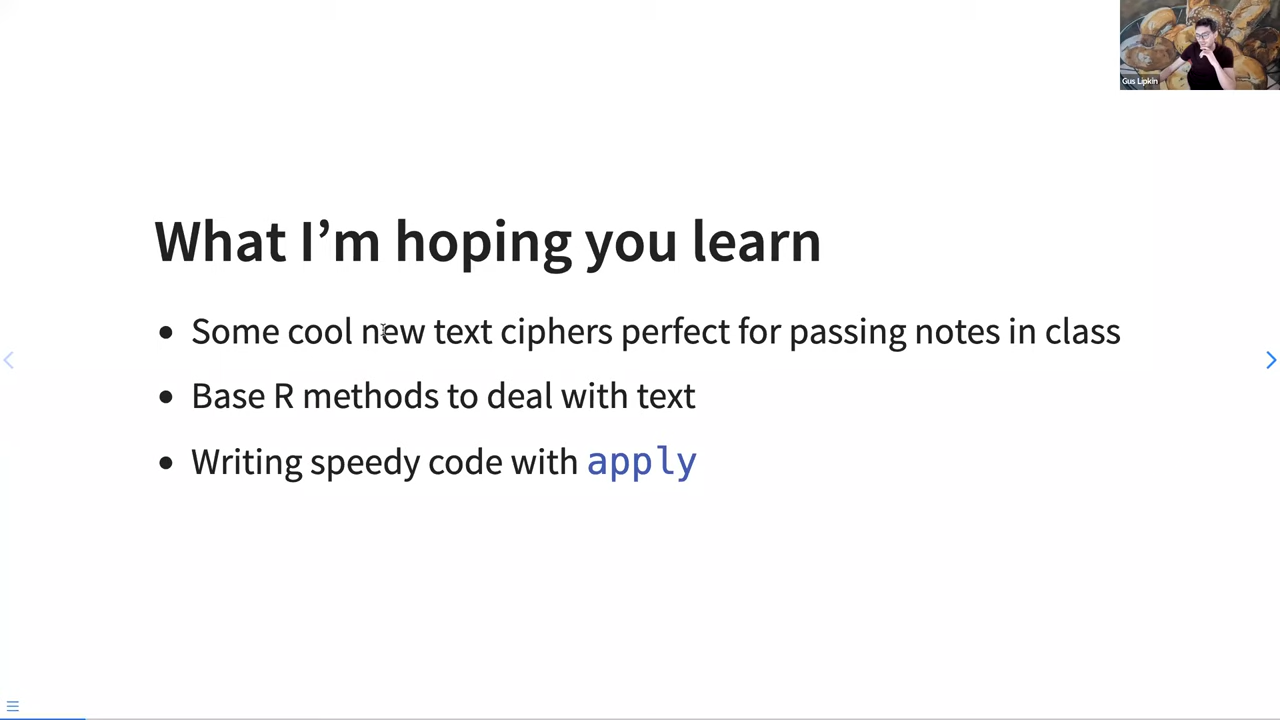 Gus Lipkin
What I’m hoping you learn
Some cool new text ciphers perfect for passing notes in class
Base R methods to deal with text
Writing speedy code with apply